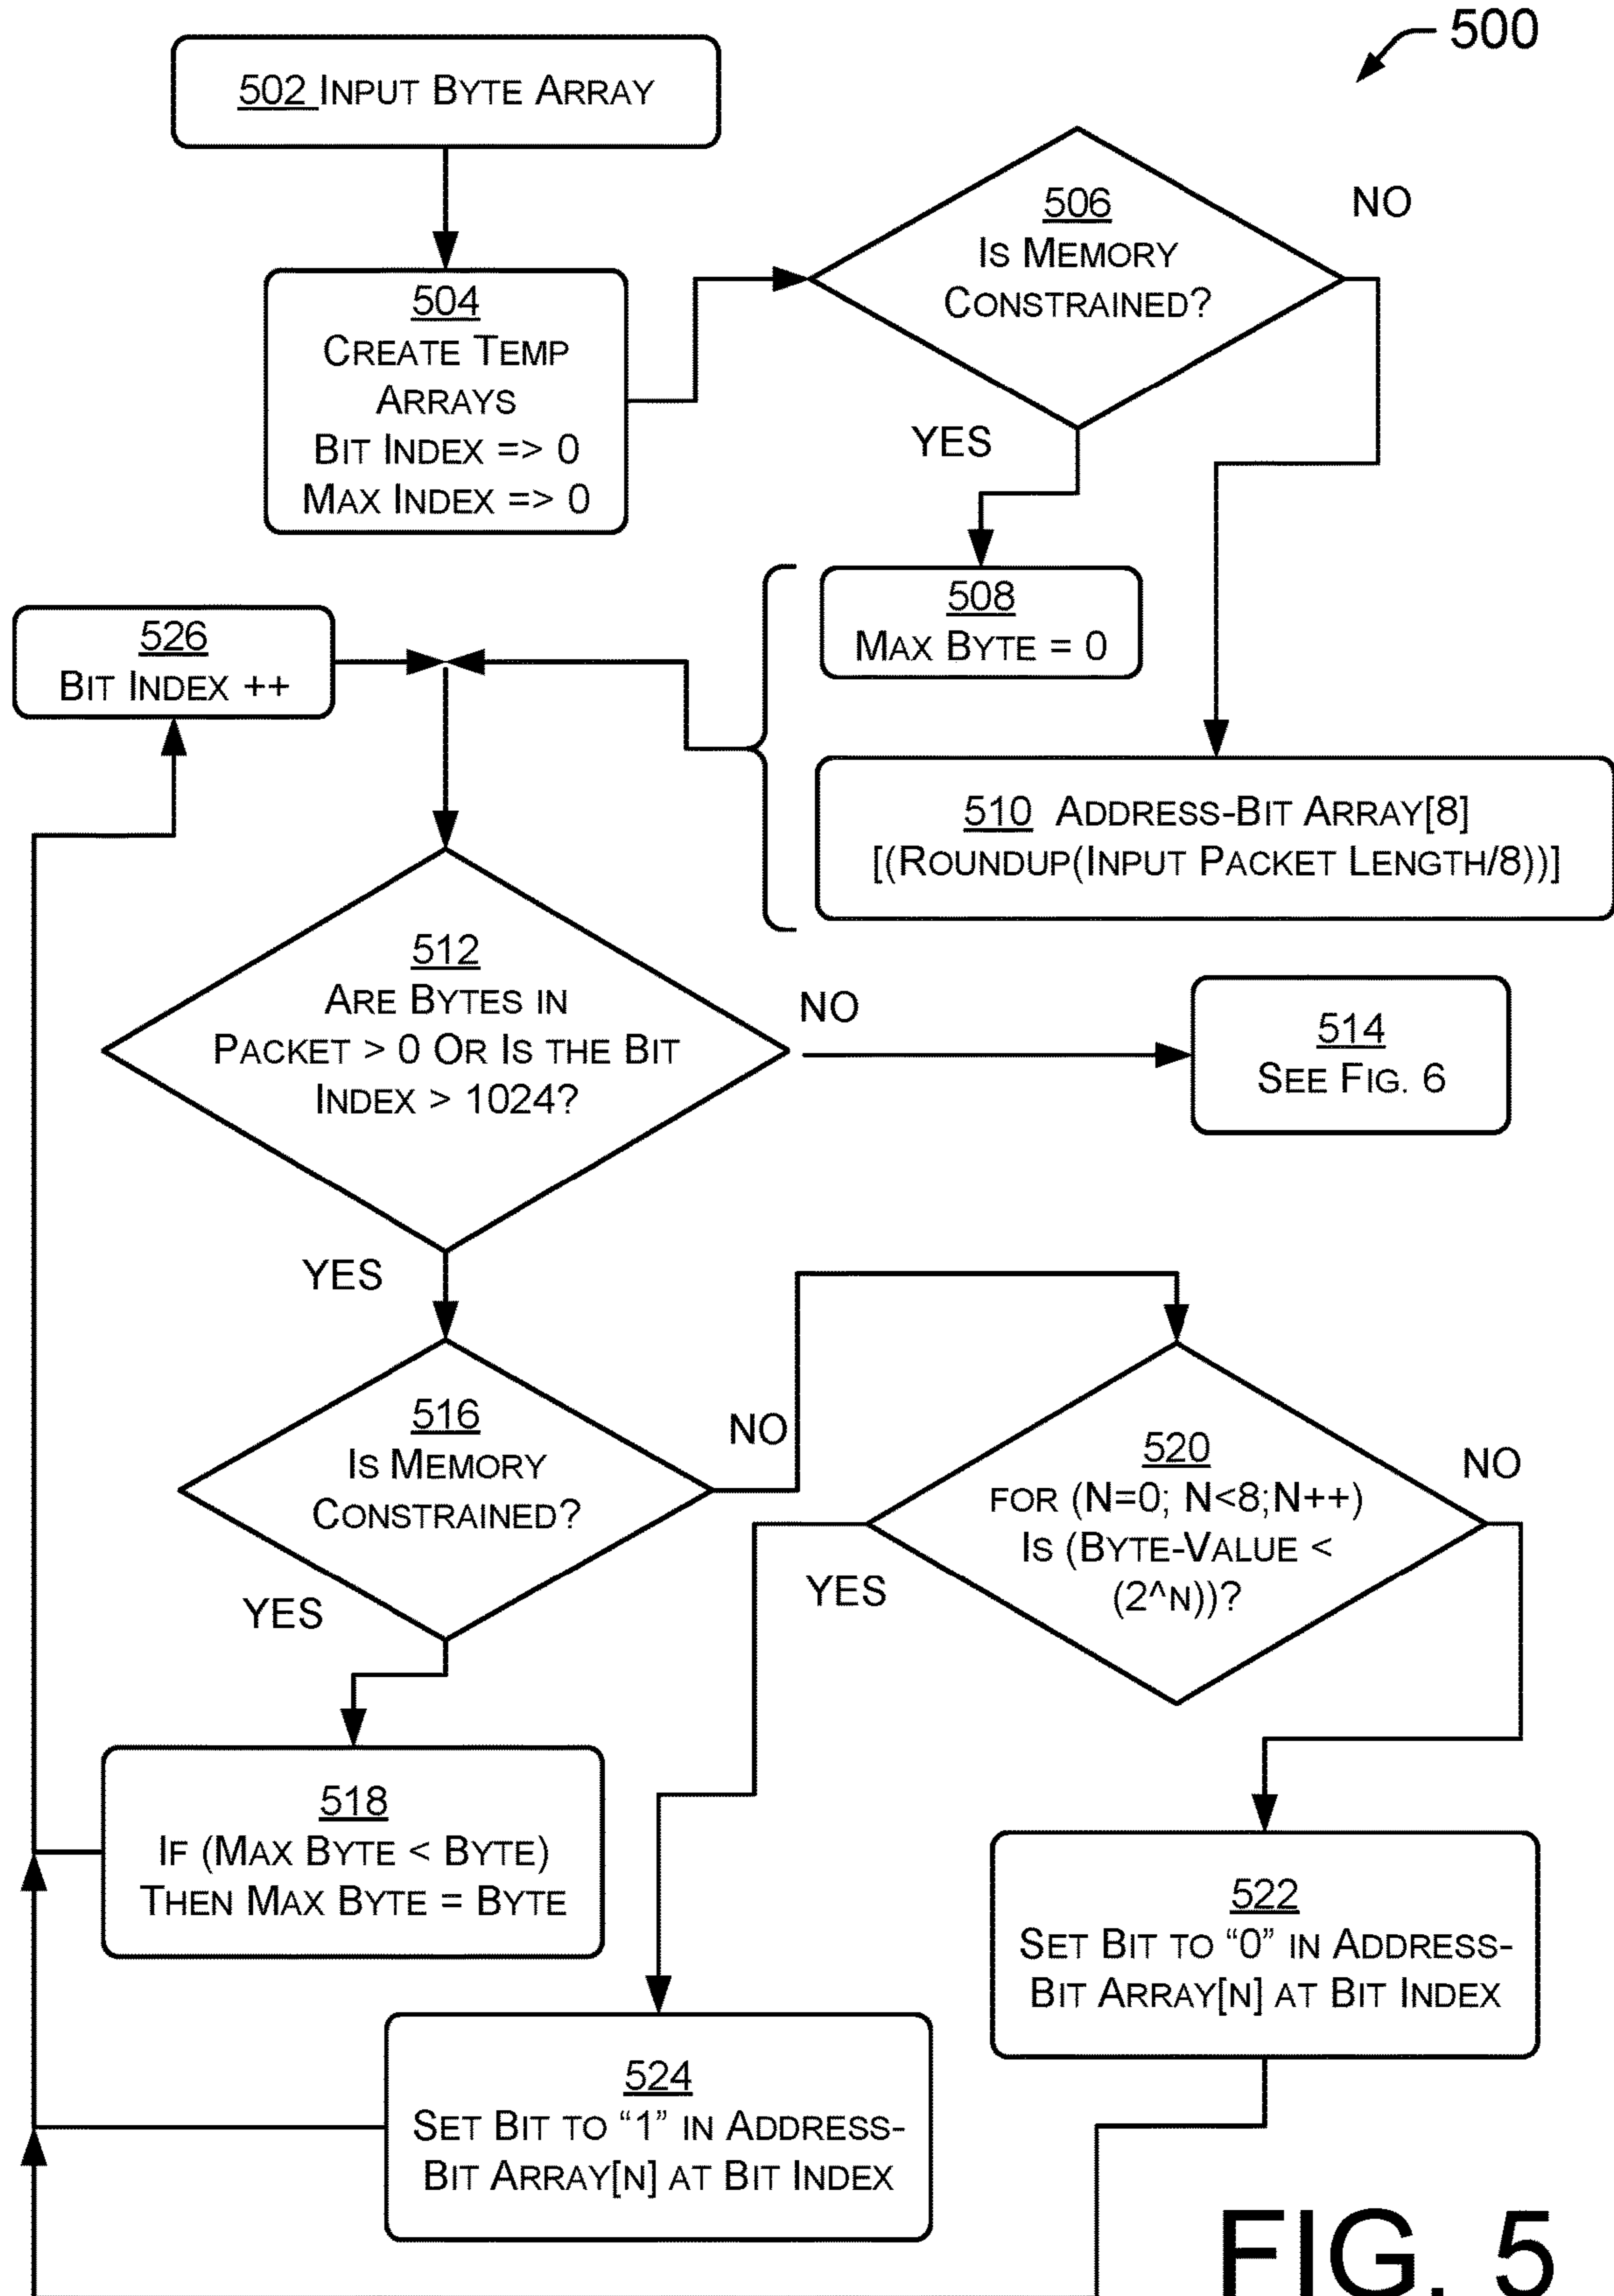 500
502 INPUT BYTE ARRAY
504
CREATE TEMP
ARRAYS
BIT INDEX => 0
MAX INDEX => 0
506
IS MEMORY
CONSTRAINED?
NO
YES
508
MAX BYTE = 0
526
BIT INDEX ++
510 ADDRESS-BIT ARRAY[8]
[(ROUNDUP(INPUT PACKET LENGTH/8))]
512
ARE BYTES IN
PACKET > 0 OR IS THE BIT
INDEX > 1024?
NO
514
SEE FIG. 6
YES
516
IS MEMORY
CONSTRAINED?
NO
YES
520
FOR (N=0; N<8;N++)
IS (BYTE-VALUE <
(2^N))?
NO
YES
518
IF (MAX BYTE < BYTE)
THEN MAX BYTE = BYTE
522
SET BIT TO “0” IN ADDRESS-
BIT ARRAY[N] AT BIT INDEX
524
SET BIT TO “1” IN ADDRESS-
BIT ARRAY[N] AT BIT INDEX
FIG. 5